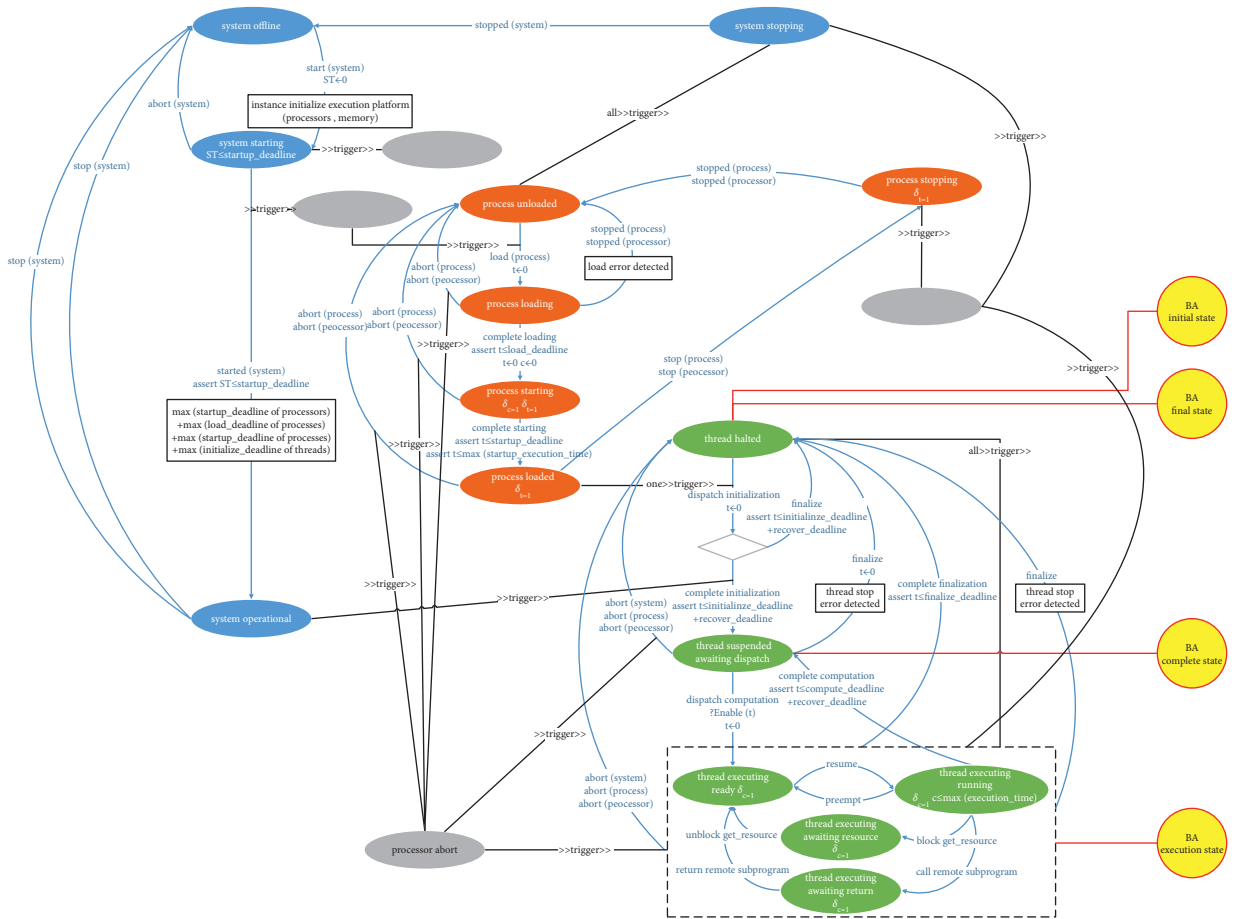 system offline
stopped (system)
system stopping
start (system)
ST←0
abort (system)
instance initialize execution platform
(processors , memory)
all>>trigger>>
>>trigger>>
system starting
ST≤startup_deadline
>>trigger>>
stop (system)
stopped (process)
stopped (processor)
process stopping
δ t=1
process unloaded
>>trigger>>
stopped (process)
stopped (processor)
>>trigger>>
>>trigger>>
stop (system)
load (process)
t←0
abort (process)
abort (peocessor)
load error detected
process loading
BA
initial state
abort (process)
abort (peocessor)
abort (process)
abort (peocessor)
complete loading
assert t≤load_deadline
t←0 c←0
>>trigger>>
stop (process)
stop (peocessor)
>>trigger>>
started (system)
assert ST≤startup_deadline
process starting
δ c=1 δ t=1
BA
final state
max (startup_deadline of processors)
+max (load_deadline of processes)
+max (startup_deadline of processes)
+max (initialize_deadline of threads)
complete starting
assert t≤startup_deadline
assert t≤max (startup_execution_time)
>>trigger>>
thread halted
all>>trigger>>
process loaded
δ t=1
one>>trigger>>
dispatch initialization
t←0
finalize
assert t≤initialinze_deadline
+recover_deadline
finalize
t←0
thread stop
error detected
complete finalization
assert t≤finalize_deadline
finalize
thread stop
error detected
>>trigger>>
>>trigger>>
complete initialization
assert t≤initialinze_deadline
+recover_deadline
abort (system)
abort (process)
abort (peocessor)
system operational
thread suspended
awaiting dispatch
BA
complete state
complete computation
assert t≤compute_deadline
+recover_deadline
dispatch computation
?Enable (t)
t←0
>>trigger>>
abort (system)
abort (process)
abort (peocessor)
resume
thread executing
ready δ c=1
thread executing
running
δ c=1 c≤max (execution_time)
preempt
unblock get_resource
thread executing
awaiting resource
δ c=1
block get_resource
BA
execution state
processor abort
>>trigger>>
return remote subprogram
call remote subprogram
thread executing
awaiting return
δ c=1